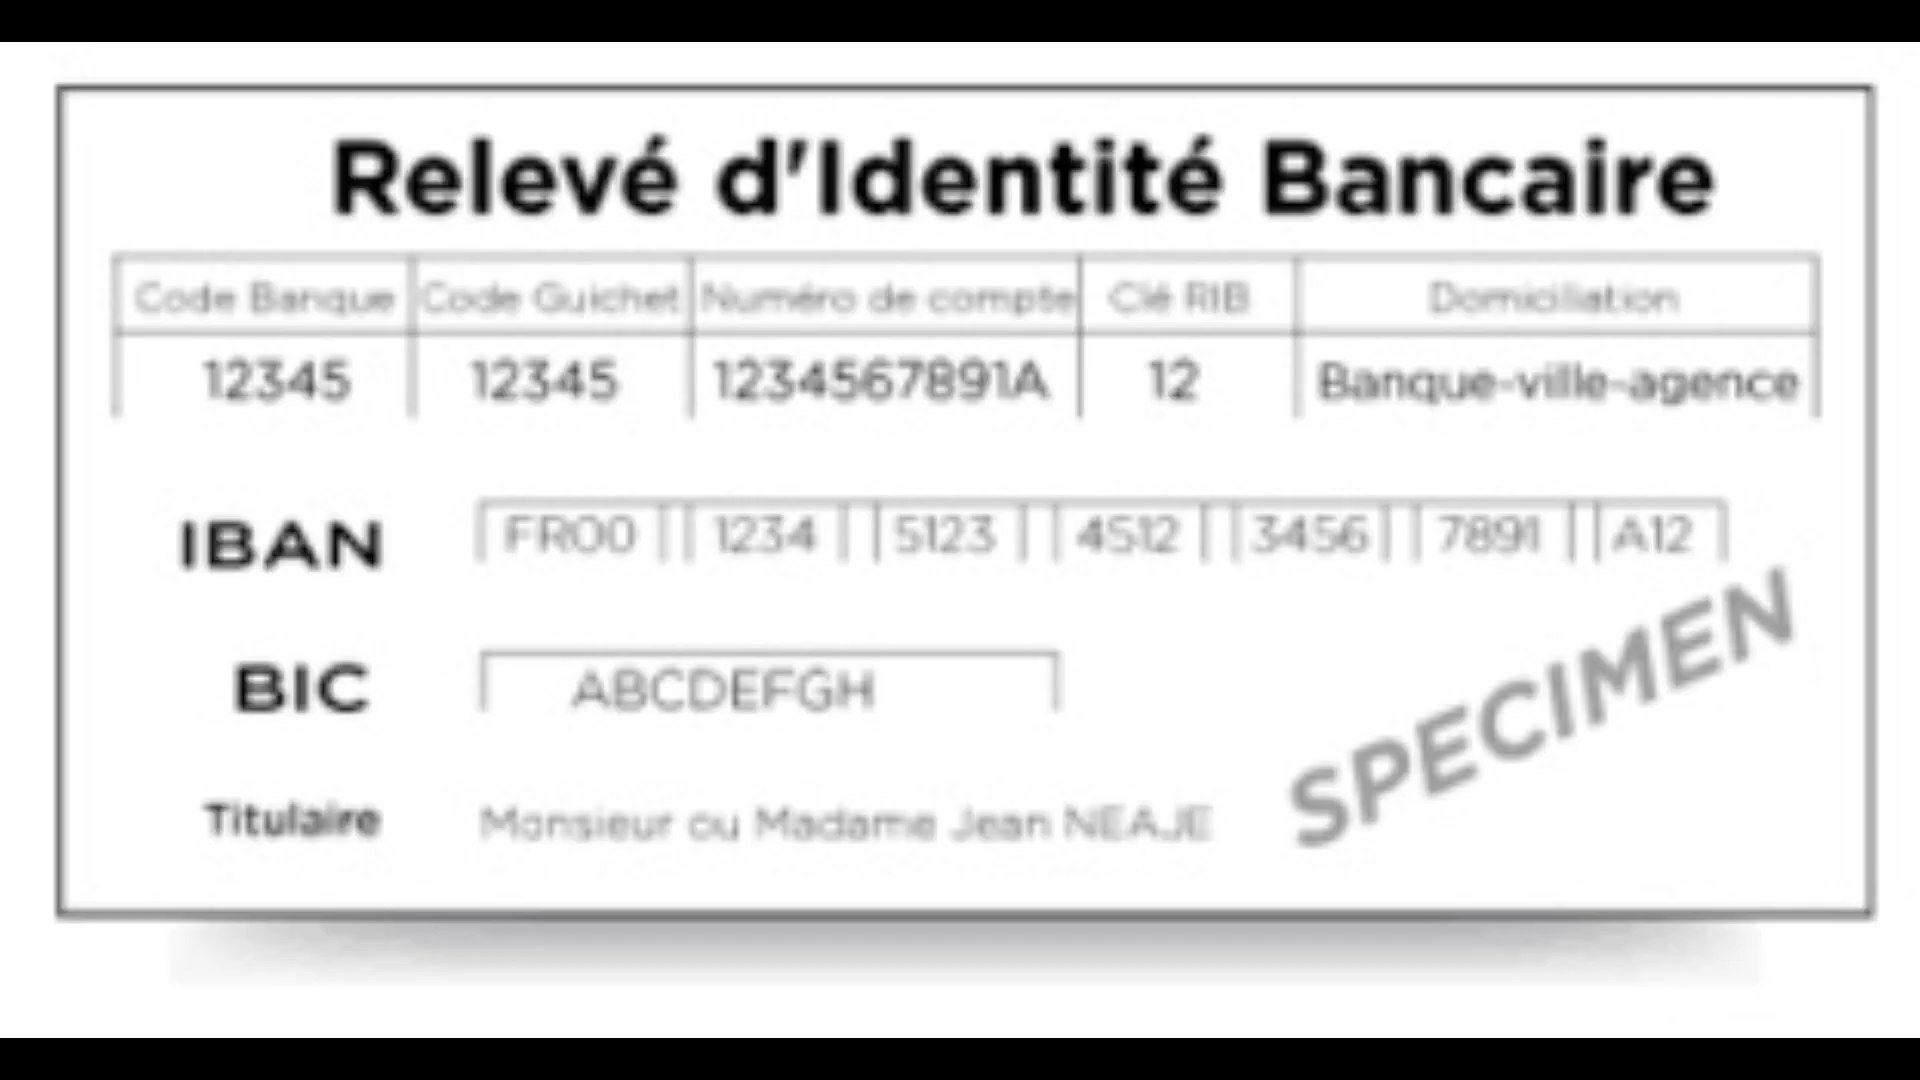 Relevé d'Identité Bancaire
Code Banque Code Guichet Numéro de compte Clé RIB Domiciliation
12345 12345 1234567891A 12 Banque-ville-agence
IBAN FR00 1234 5123 4512 3456 7891 A12
BIC ABCDEFGH
SPECIMEN
Titulaire Monsieur ou Madame Jean NEAJE